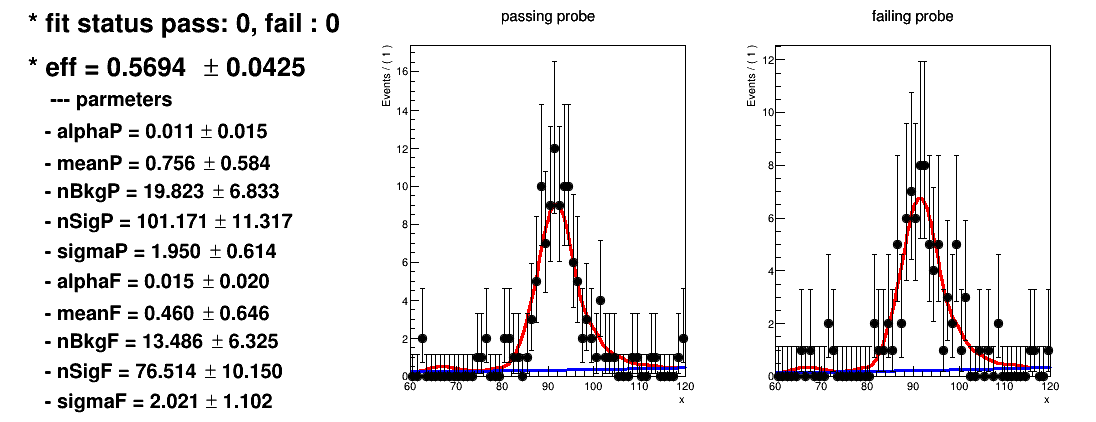 * fit status pass: 0, fail : 0
* eff = 0.5694 ± 0.0425
--- parmeters
- alphaP = 0.011 ± 0.015
- meanP = 0.756 ± 0.584
- nBkgP = 19.823 ± 6.833
- nSigP = 101.171 ± 11.317
- sigmaP = 1.950 ± 0.614
- alphaF = 0.015 ± 0.020
- meanF = 0.460 ± 0.646
- nBkgF = 13.486 ± 6.325
- nSigF = 76.514 ± 10.150
- sigmaF = 2.021 ± 1.102
passing probe
Events / ( 1 )
16
14
12
10
8
6
4
2
0
60 70 80 90 100 110 120
x
failing probe
Events / ( 1 )
12
10
8
6
4
2
0
60 70 80 90 100 110 120
x